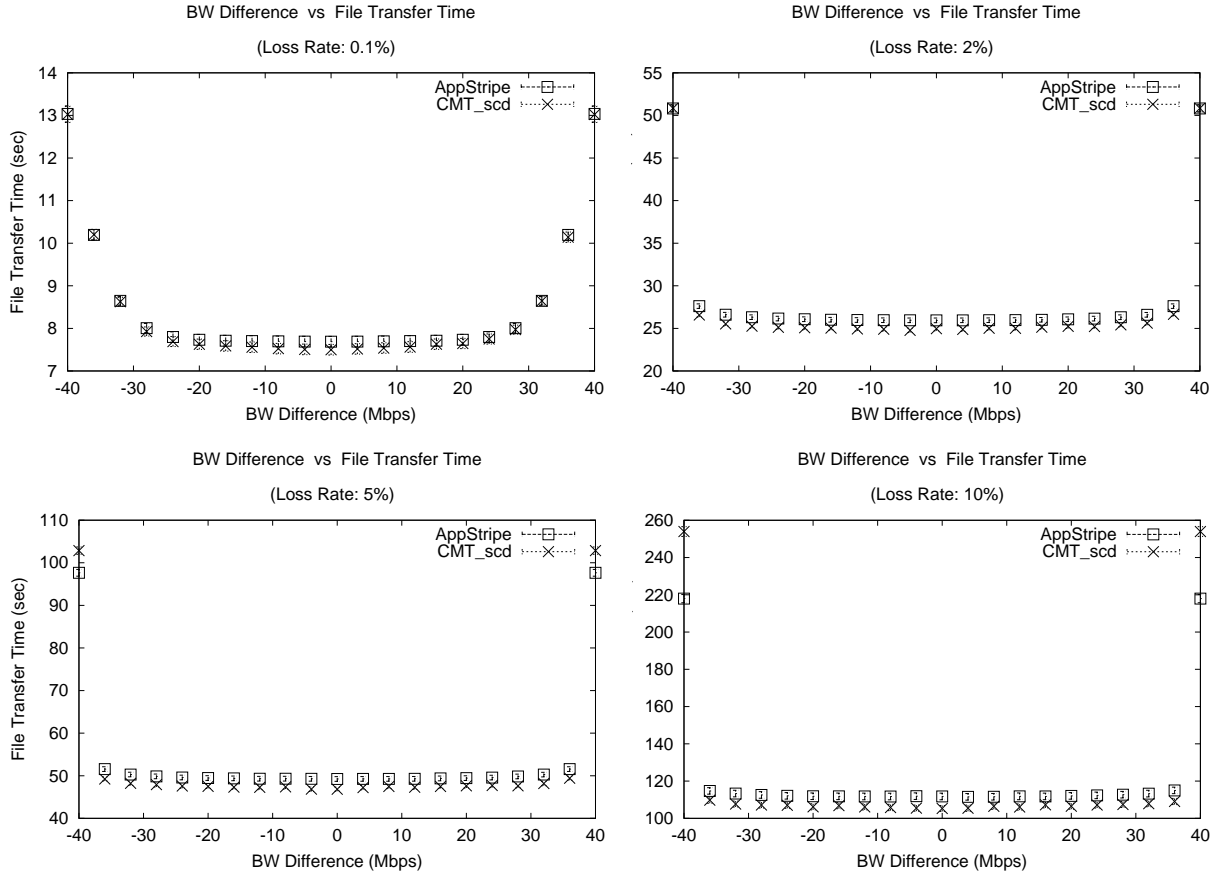 BW Difference vs File Transfer Time
(Loss Rate: 0.1%)
File Transfer Time (sec)
14
13
12
11
10
9
8
7
AppStripe
CMT_scd
-40 -30 -20 -10 0 10 20 30 40
BW Difference (Mbps)
BW Difference vs File Transfer Time
(Loss Rate: 2%)
55
50
45
40
35
30
25
20
AppStripe
CMT_scd
-40 -30 -20 -10 0 10 20 30 40
BW Difference (Mbps)
BW Difference vs File Transfer Time
(Loss Rate: 5%)
File Transfer Time (sec)
110
100
90
80
70
60
50
40
AppStripe
CMT_scd
-40 -30 -20 -10 0 10 20 30 40
BW Difference (Mbps)
BW Difference vs File Transfer Time
(Loss Rate: 10%)
260
240
220
200
180
160
140
120
100
AppStripe
CMT_scd
-40 -30 -20 -10 0 10 20 30 40
BW Difference (Mbps)